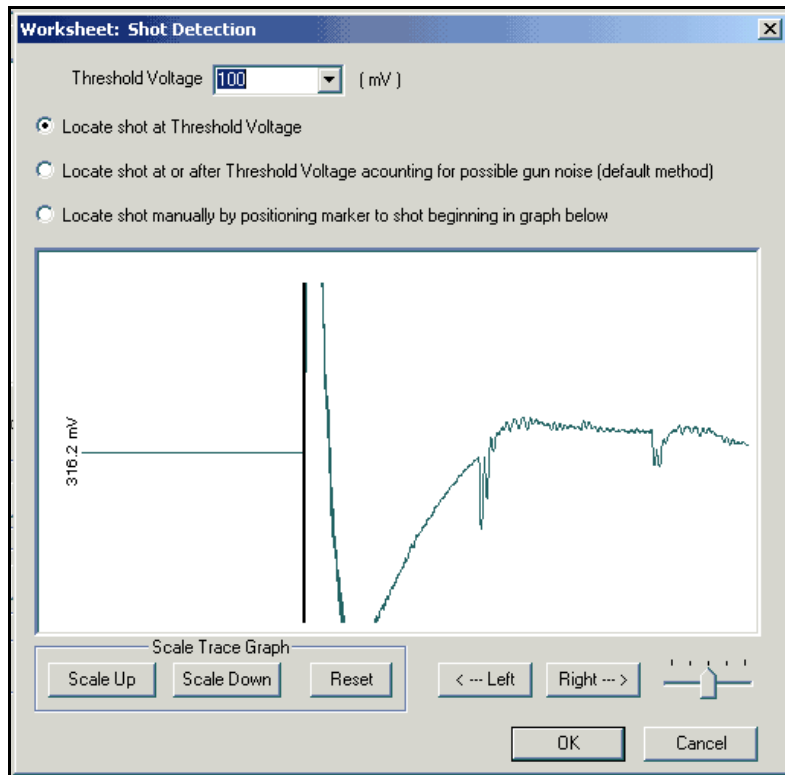 Worksheet: Shot Detection
Threshold Voltage 100 ( mV )
Locate shot at Threshold Voltage
Locate shot at or after Threshold Voltage acounting for possible gun noise (default method)
Locate shot manually by positioning marker to shot beginning in graph below
316.2 mV
Scale Trace Graph
Scale Up Scale Down Reset < --- Left Right --- >
OK Cancel